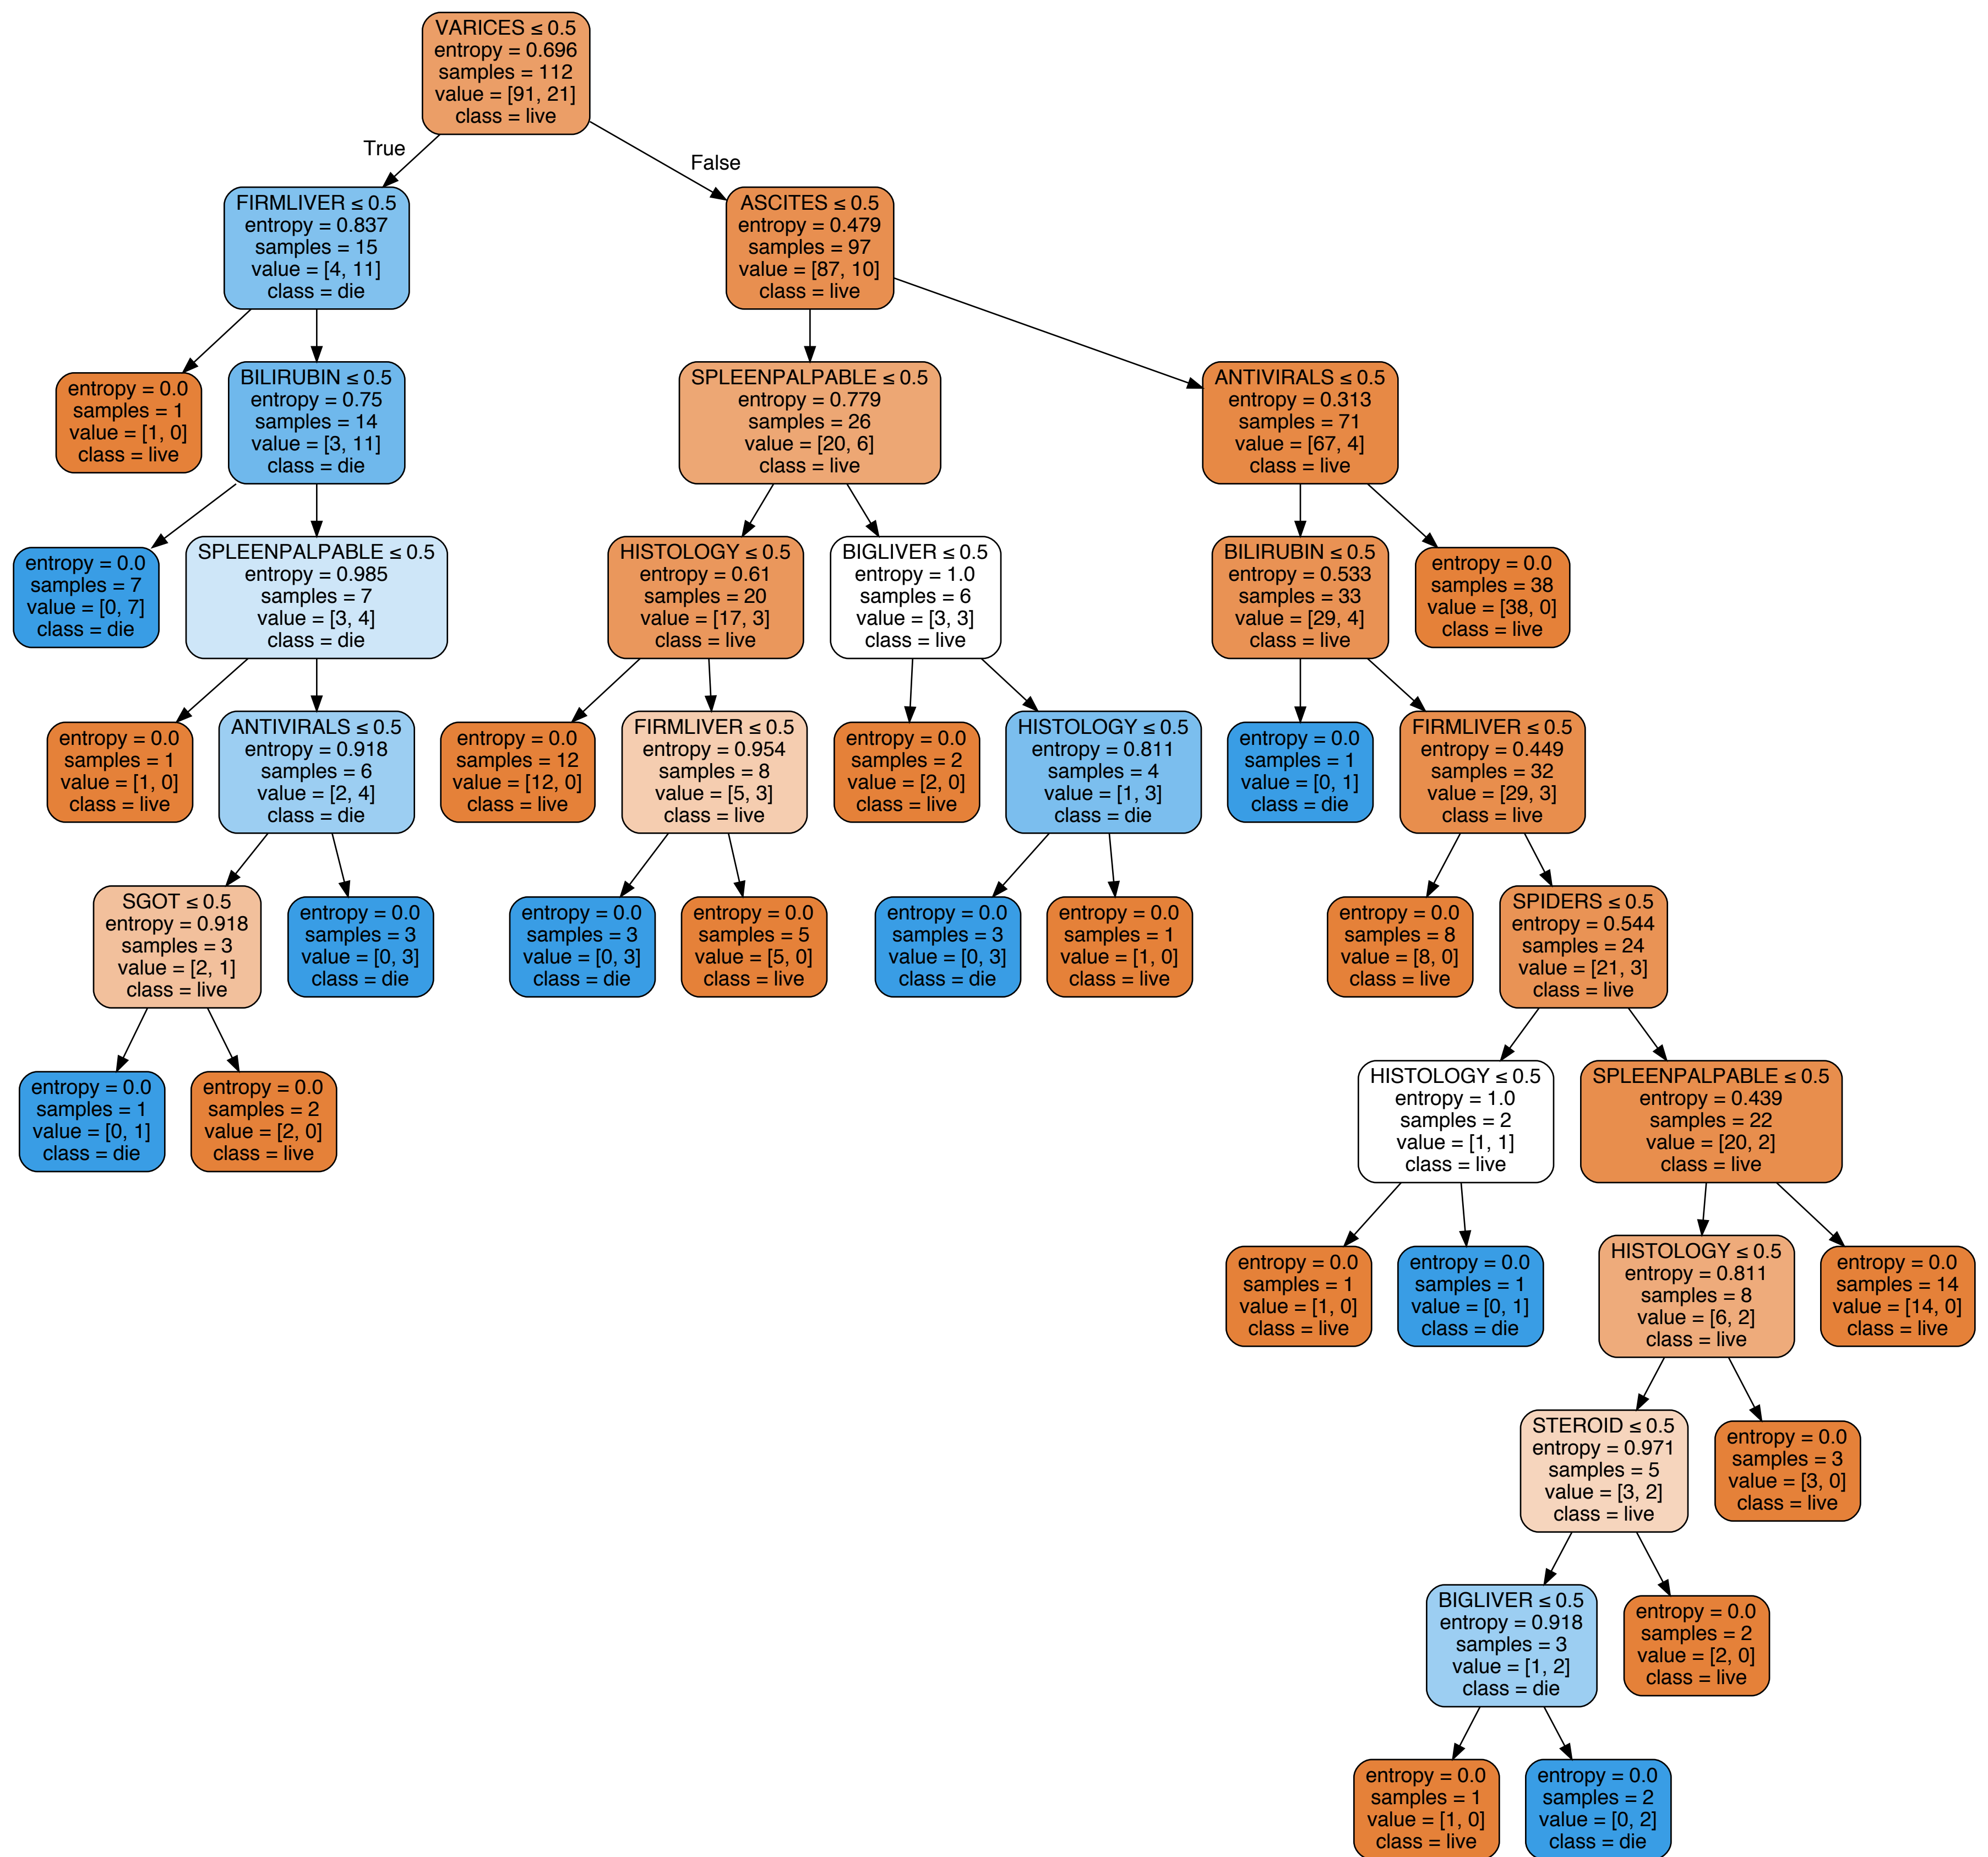 VARICES ≤ 0.5
entropy = 0.696
samples = 112
value = [91, 21]
class = live
True
False
FIRMLIVER ≤ 0.5
entropy = 0.837
samples = 15
value = [4, 11]
class = die
ASCITES ≤ 0.5
entropy = 0.479
samples = 97
value = [87, 10]
class = live
entropy = 0.0
samples = 1
value = [1, 0]
class = live
BILIRUBIN ≤ 0.5
entropy = 0.75
samples = 14
value = [3, 11]
class = die
SPLEENPALPABLE ≤ 0.5
entropy = 0.779
samples = 26
value = [20, 6]
class = live
ANTIVIRALS ≤ 0.5
entropy = 0.313
samples = 71
value = [67, 4]
class = live
entropy = 0.0
samples = 7
value = [0, 7]
class = die
SPLEENPALPABLE ≤ 0.5
entropy = 0.985
samples = 7
value = [3, 4]
class = die
HISTOLOGY ≤ 0.5
entropy = 0.61
samples = 20
value = [17, 3]
class = live
BIGLIVER ≤ 0.5
entropy = 1.0
samples = 6
value = [3, 3]
class = live
BILIRUBIN ≤ 0.5
entropy = 0.533
samples = 33
value = [29, 4]
class = live
entropy = 0.0
samples = 38
value = [38, 0]
class = live
entropy = 0.0
samples = 1
value = [1, 0]
class = live
ANTIVIRALS ≤ 0.5
entropy = 0.918
samples = 6
value = [2, 4]
class = die
entropy = 0.0
samples = 12
value = [12, 0]
class = live
FIRMLIVER ≤ 0.5
entropy = 0.954
samples = 8
value = [5, 3]
class = live
entropy = 0.0
samples = 2
value = [2, 0]
class = live
HISTOLOGY ≤ 0.5
entropy = 0.811
samples = 4
value = [1, 3]
class = die
entropy = 0.0
samples = 1
value = [0, 1]
class = die
FIRMLIVER ≤ 0.5
entropy = 0.449
samples = 32
value = [29, 3]
class = live
SGOT ≤ 0.5
entropy = 0.918
samples = 3
value = [2, 1]
class = live
entropy = 0.0
samples = 3
value = [0, 3]
class = die
entropy = 0.0
samples = 3
value = [0, 3]
class = die
entropy = 0.0
samples = 5
value = [5, 0]
class = live
entropy = 0.0
samples = 3
value = [0, 3]
class = die
entropy = 0.0
samples = 1
value = [1, 0]
class = live
entropy = 0.0
samples = 8
value = [8, 0]
class = live
SPIDERS ≤ 0.5
entropy = 0.544
samples = 24
value = [21, 3]
class = live
entropy = 0.0
samples = 1
value = [0, 1]
class = die
entropy = 0.0
samples = 2
value = [2, 0]
class = live
HISTOLOGY ≤ 0.5
entropy = 1.0
samples = 2
value = [1, 1]
class = live
SPLEENPALPABLE ≤ 0.5
entropy = 0.439
samples = 22
value = [20, 2]
class = live
entropy = 0.0
samples = 1
value = [1, 0]
class = live
entropy = 0.0
samples = 1
value = [0, 1]
class = die
HISTOLOGY ≤ 0.5
entropy = 0.811
samples = 8
value = [6, 2]
class = live
entropy = 0.0
samples = 14
value = [14, 0]
class = live
STEROID ≤ 0.5
entropy = 0.971
samples = 5
value = [3, 2]
class = live
entropy = 0.0
samples = 3
value = [3, 0]
class = live
BIGLIVER ≤ 0.5
entropy = 0.918
samples = 3
value = [1, 2]
class = die
entropy = 0.0
samples = 2
value = [2, 0]
class = live
entropy = 0.0
samples = 1
value = [1, 0]
class = live
entropy = 0.0
samples = 2
value = [0, 2]
class = die